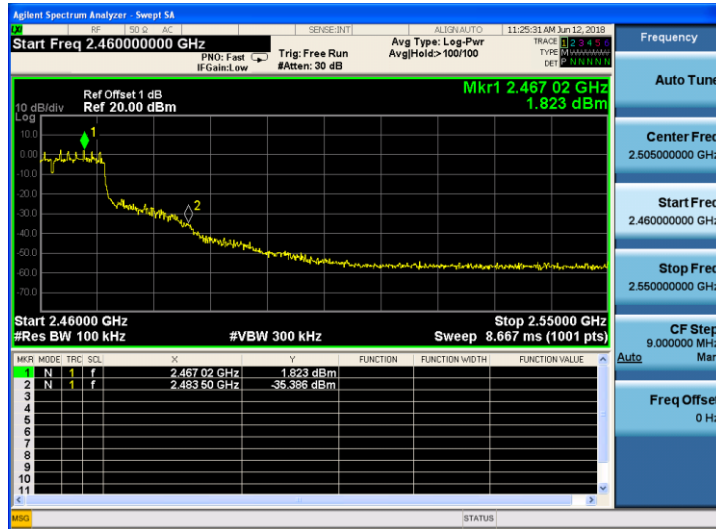 Agilent Spectrum Analyzer - Swept SA
LXI RF 50 Ω AC SENSE:INT ALIGNAUTO 11:25:31 AM Jun 12, 2018
Start Freq 2.460000000 GHz
PNO: Fast
IFGain:Low
Trig: Free Run
#Atten: 30 dB
Avg Type: Log-Pwr
Avg|Hold:>100/100
TRACE 1 2 3 4 5 6
TYPE M
DET P N N N N N
Ref Offset 1 dB
10 dB/div Ref 20.00 dBm
Log
Mkr1 2.467 02 GHz
1.823 dBm
10.0
0.00
-10.0
-20.0
-30.0
-40.0
-50.0
-60.0
-70.0
1
2
Start 2.46000 GHz Stop 2.55000 GHz
#Res BW 100 kHz #VBW 300 kHz Sweep 8.667 ms (1001 pts)
MKR MODE TRC SCL X Y FUNCTION FUNCTION WIDTH FUNCTION VALUE
1 N 1 f 2.467 02 GHz 1.823 dBm
2 N 1 f 2.483 50 GHz -35.386 dBm
3
4
5
6
7
8
9
10
11
MSG STATUS
Frequency
Auto Tune
Center Freq
2.505000000 GHz
Start Freq
2.460000000 GHz
Stop Freq
2.550000000 GHz
CF Step
9.000000 MHz
Auto Man
Freq Offset
0 Hz